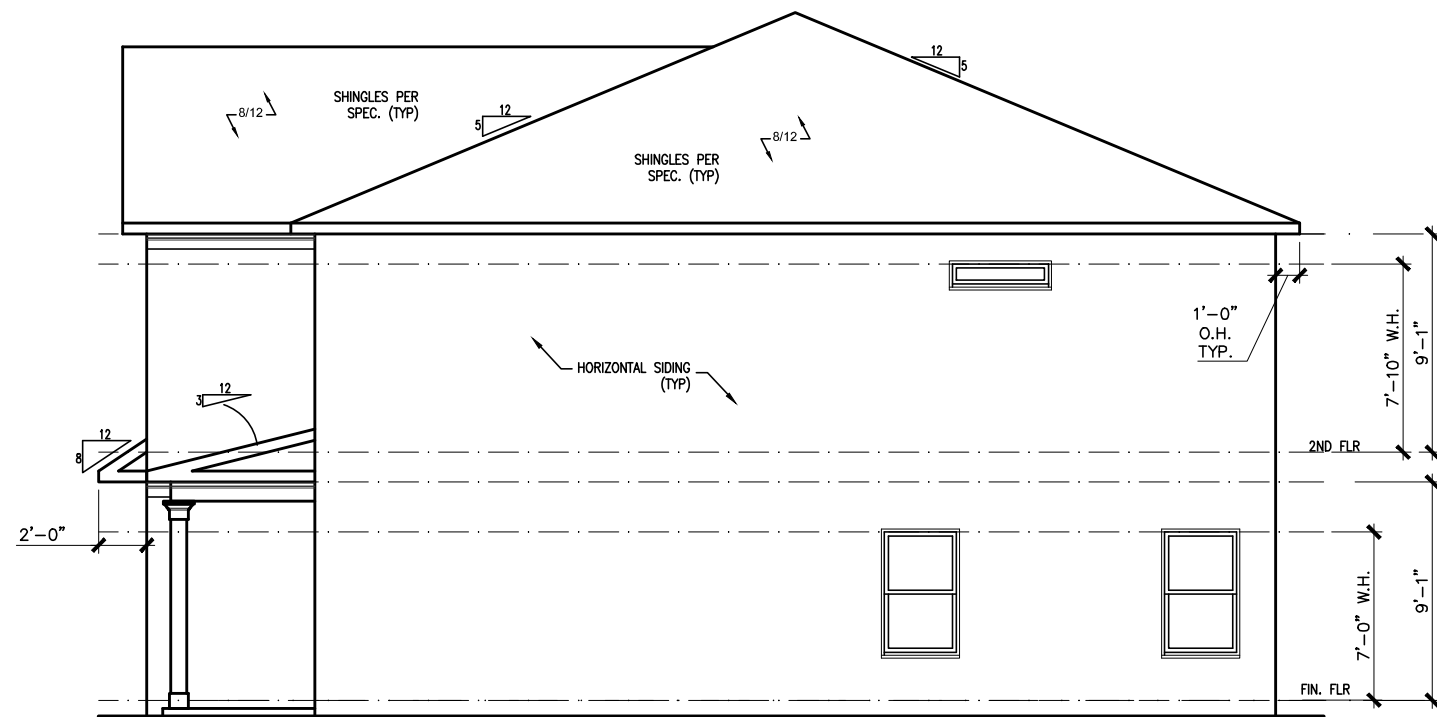 12
5
SHINGLES PER
SPEC. (TYP)
8/12
12
5
8/12
SHINGLES PER
SPEC. (TYP)
1'-0"
O.H.
TYP.
7'-10" W.H.
9'-1"
HORIZONTAL SIDING
(TYP)
12
3
12
8
2ND FLR
2'-0"
7'-0" W.H.
9'-1"
FIN. FLR